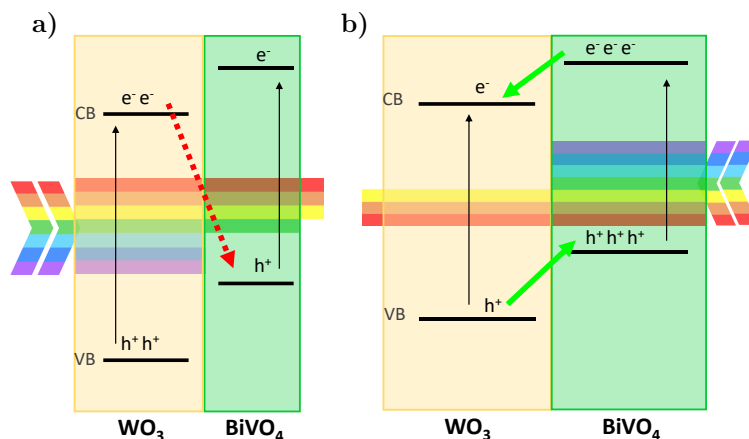 a)
e⁻
e⁻ e⁻
CB
h⁺
h⁺ h⁺
VB
WO₃ BiVO₄
b)
e⁻ e⁻ e⁻
e⁻
CB
h⁺ h⁺ h⁺
h⁺
VB
WO₃ BiVO₄